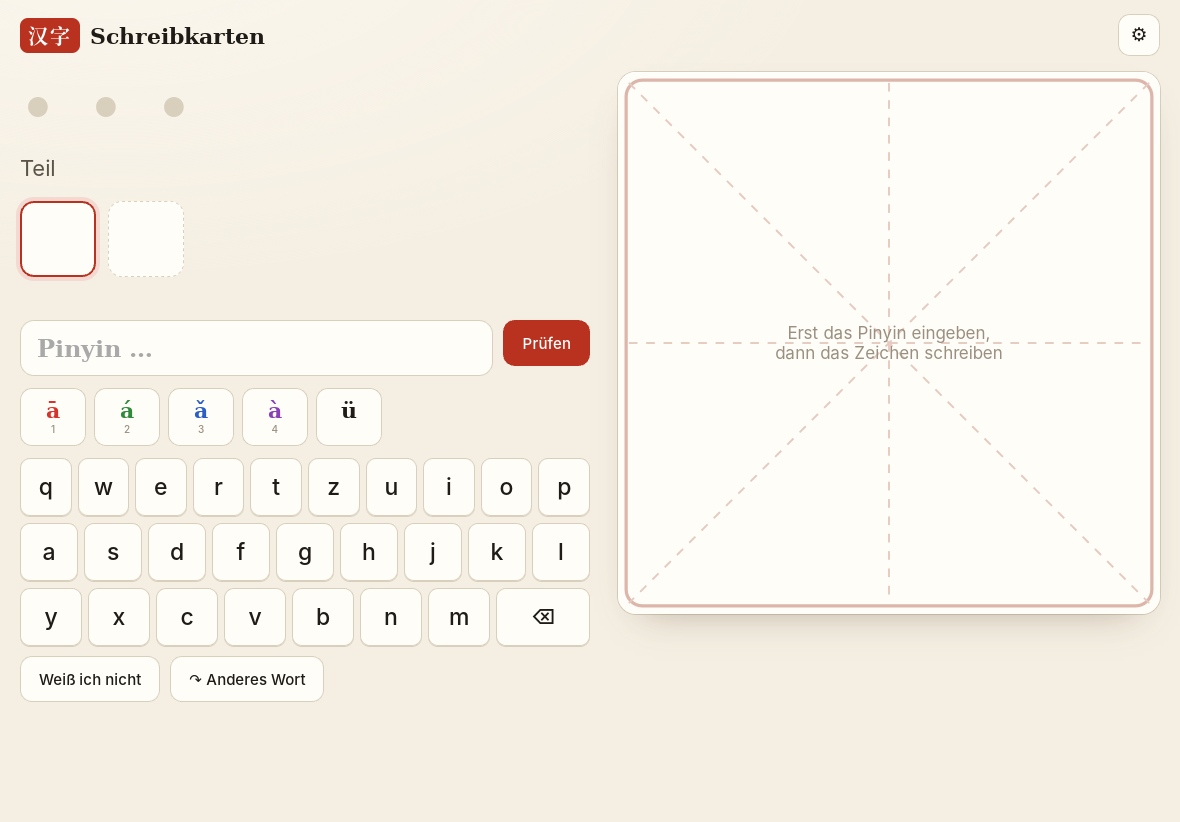 汉字 Schreibkarten
⚙
Teil
Pinyin ...
Prüfen
ā á ǎ à ü
1 2 3 4
q w e r t z u i o p
a s d f g h j k l
y x c v b n m ⌫
Weiß ich nicht
↷ Anderes Wort
Erst das Pinyin eingeben,
dann das Zeichen schreiben